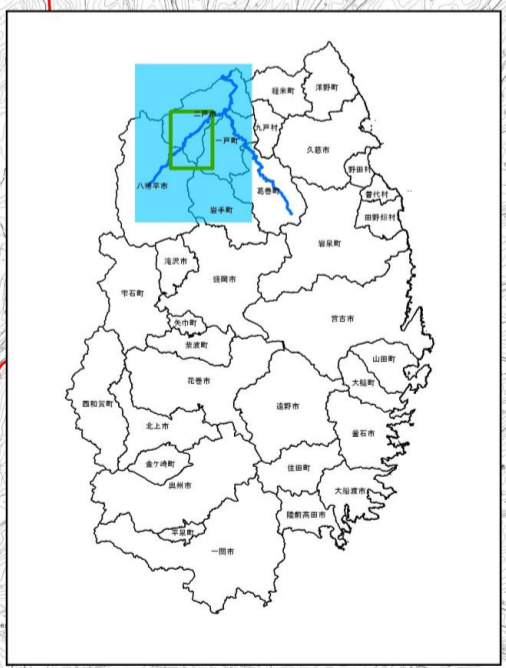 軽米町
洋野町
二戸市
九戸村
一戸町
久慈市
野田村
八幡平市
葛巻町
普代村
岩手町
田野畑村
岩泉町
滝沢市
盛岡市
雫石町
宮古市
矢巾町
紫波町
山田町
花巻市
大槌町
西和賀町
遠野市
北上市
釜石市
金ケ崎町
住田町
奥州市
大船渡市
陸前高田市
平泉町
一関市